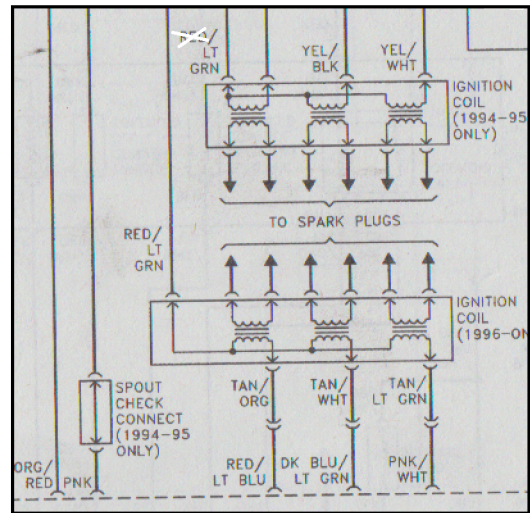 RED/
LT
GRN
YEL/
BLK
YEL/
WHT
IGNITION
COIL
(1994-95
ONLY)
TO SPARK PLUGS
RED/
LT
GRN
IGNITION
COIL
(1996-ON
SPOUT
CHECK
CONNECT
(1994-95
ONLY)
TAN/
ORG
TAN/
WHT
TAN/
LT GRN
ORG/
RED
PNK
RED/
LT BLU
DK BLU/
LT GRN
PNK/
WHT